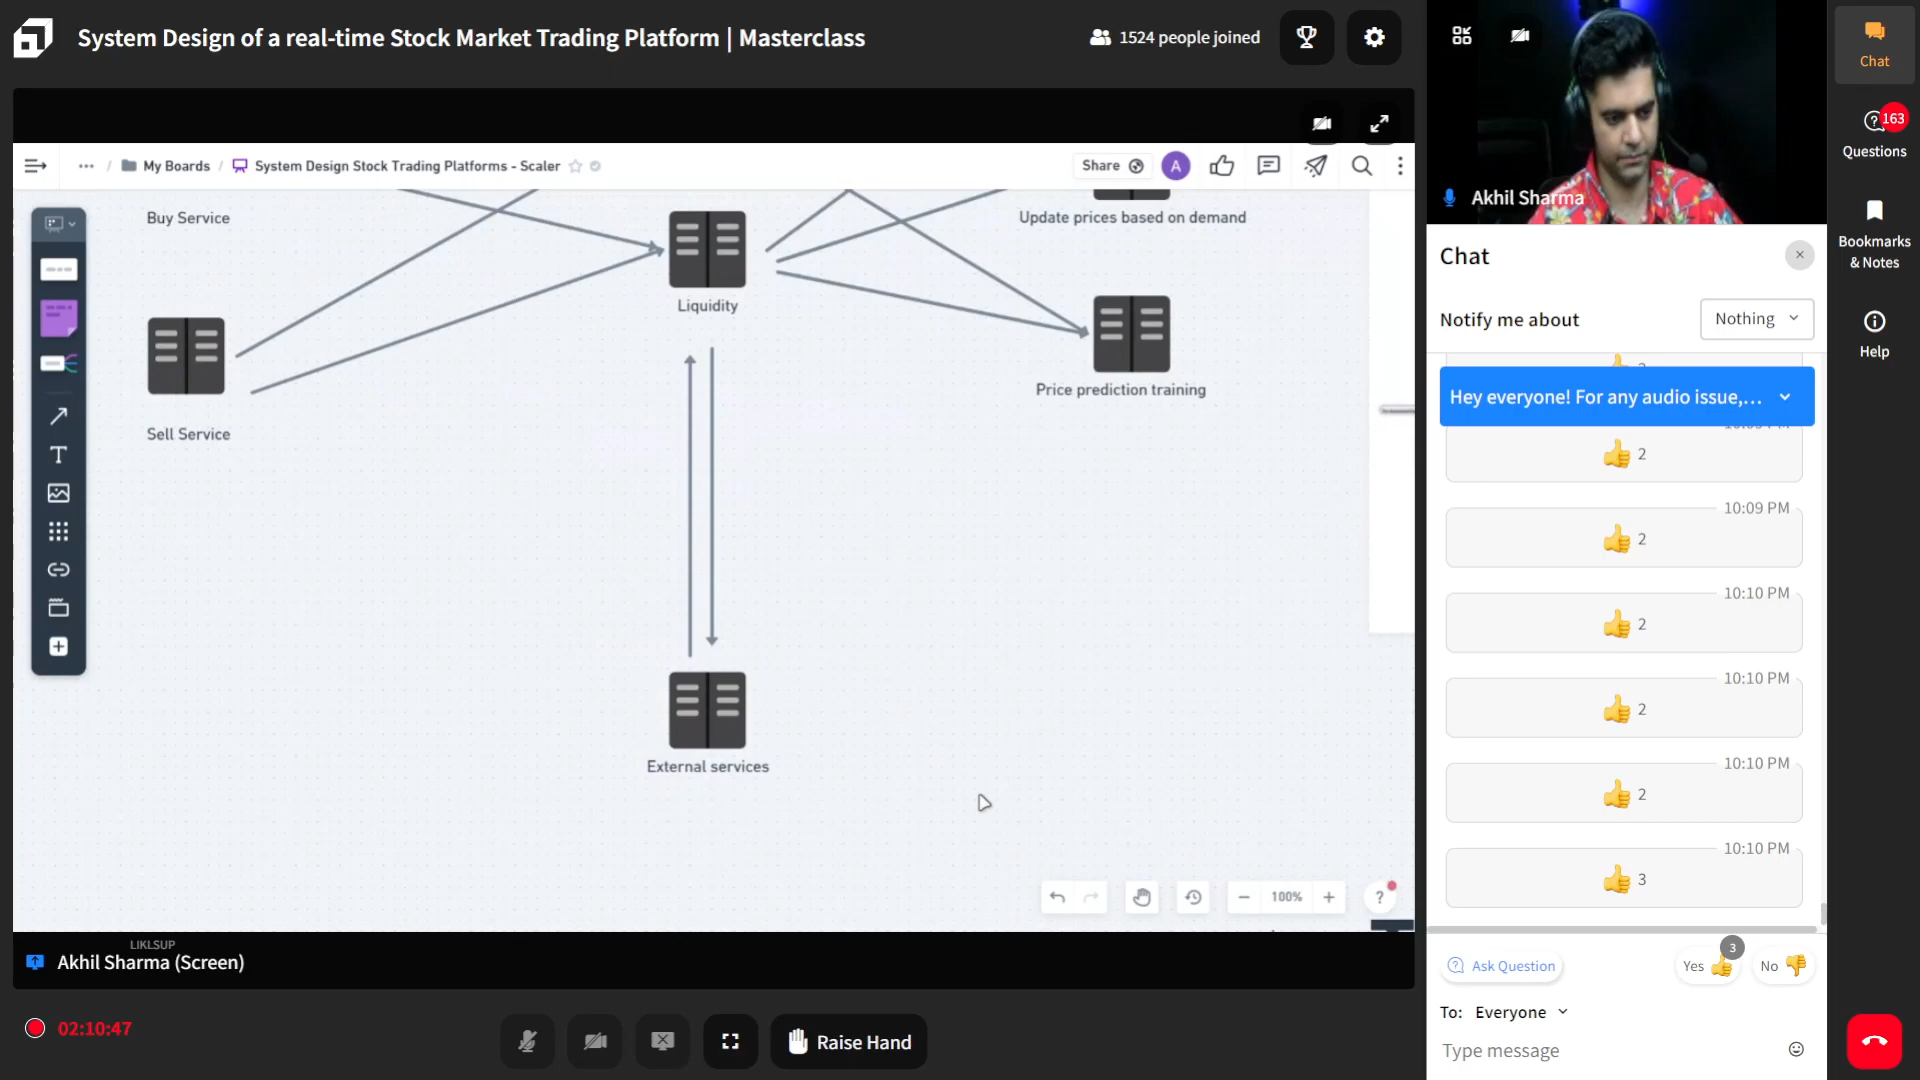 System Design of a real-time Stock Market Trading Platform | Masterclass
1524 people joined
... / My Boards / System Design Stock Trading Platforms - Scaler
Share
A
Buy Service
Sell Service
Liquidity
Update prices based on demand
Price prediction training
External services
100%
?
LIKLSUP
Akhil Sharma (Screen)
02:10:47
Raise Hand
Akhil Sharma
Chat
Notify me about
Nothing
Hey everyone! For any audio issue,...
2
10:09 PM
2
10:10 PM
2
10:10 PM
2
10:10 PM
2
10:10 PM
3
Ask Question
Yes
3
No
To: Everyone
Type message
Chat
163
Questions
Bookmarks
& Notes
Help